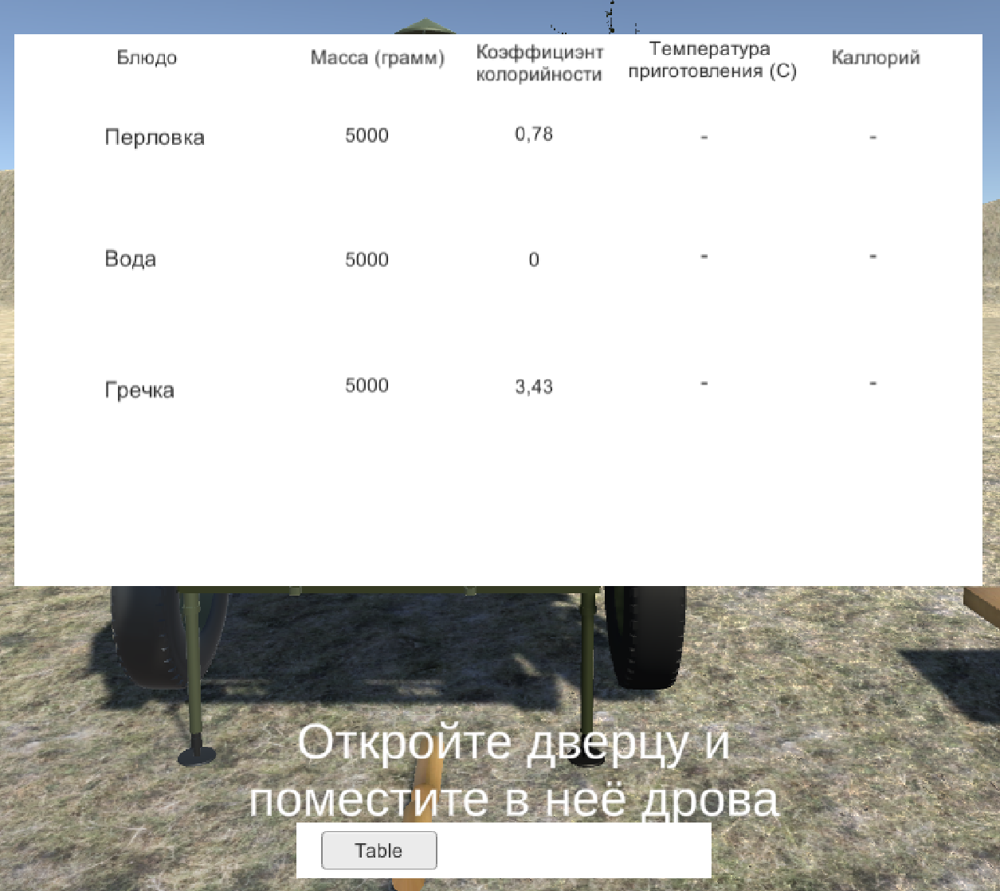 Блюдо Масса (грамм) Коэффициэнт колорийности Температура приготовления (С) Каллорий
Перловка 5000 0,78 - -
Вода 5000 0 - -
Гречка 5000 3,43 - -
Откройте дверцу и
поместите в неё дрова
Table